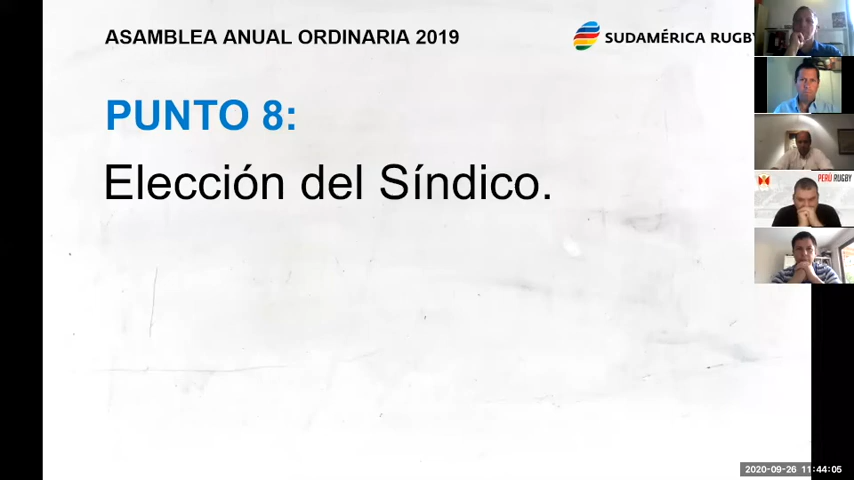 ASAMBLEA ANUAL ORDINARIA 2019
SUDAMÉRICA RUGBY
PUNTO 8:
Elección del Síndico.
PERÚ RUGBY
2020-09-26 11:44:05